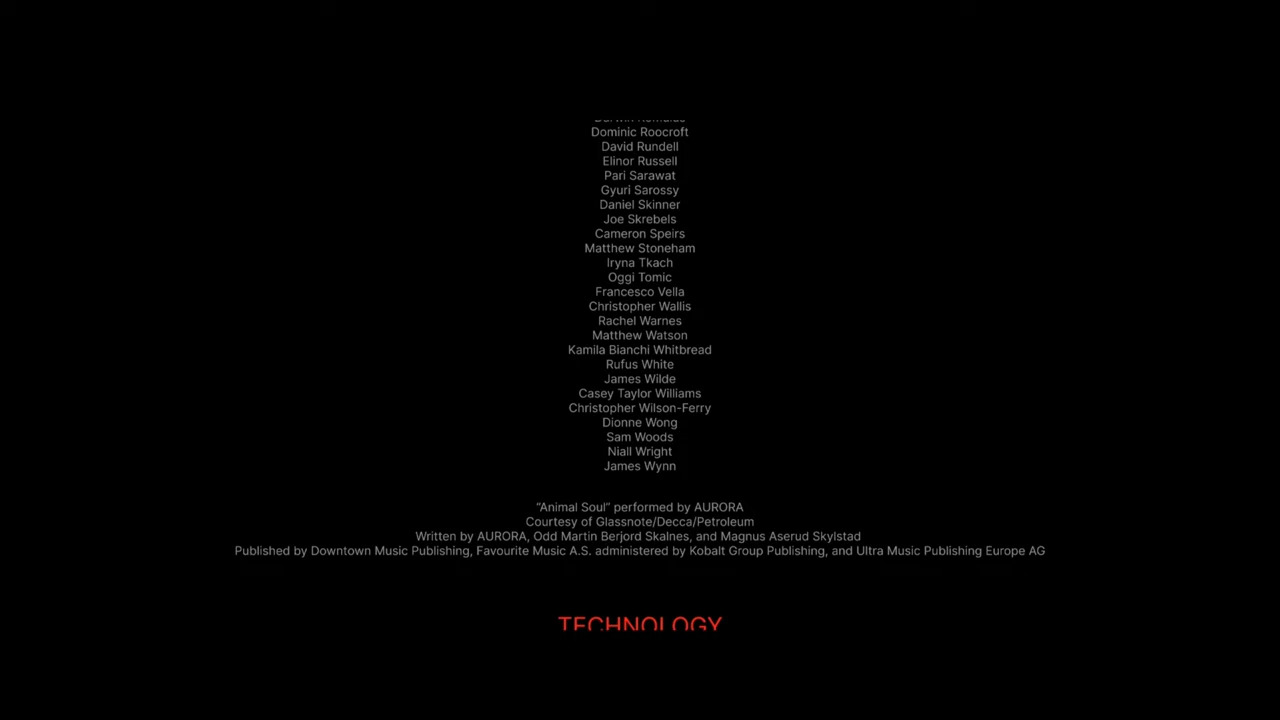 Dominic Roocroft
David Rundell
Elinor Russell
Pari Sarawat
Gyuri Sarossy
Daniel Skinner
Joe Skrebels
Cameron Speirs
Matthew Stoneham
Iryna Tkach
Oggi Tomic
Francesco Vella
Christopher Wallis
Rachel Warnes
Matthew Watson
Kamila Bianchi Whitbread
Rufus White
James Wilde
Casey Taylor Williams
Christopher Wilson-Ferry
Dionne Wong
Sam Woods
Niall Wright
James Wynn
“Animal Soul” performed by AURORA
Courtesy of Glassnote/Decca/Petroleum
Written by AURORA, Odd Martin Berjord Skalnes, and Magnus Aserud Skylstad
Published by Downtown Music Publishing, Favourite Music A.S. administered by Kobalt Group Publishing, and Ultra Music Publishing Europe AG
TECHNOLOGY